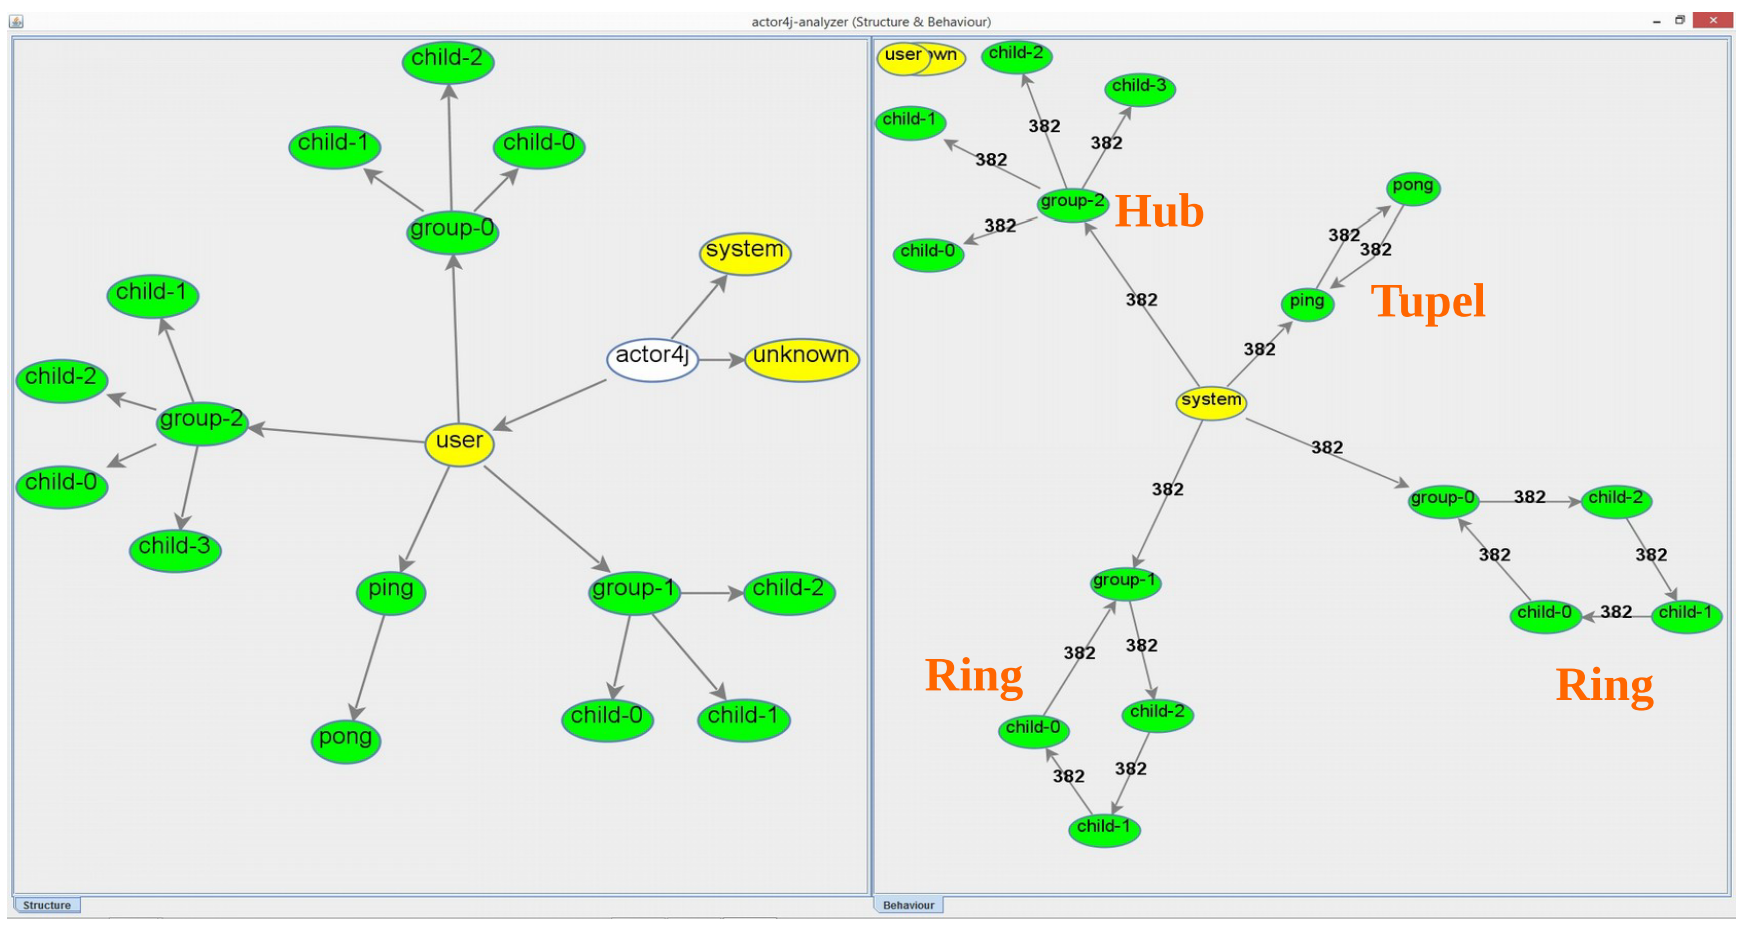 actor4j-analyzer (Structure & Behaviour)
child-2
child-1
child-0
group-0
system
child-1
actor4j
unknown
child-2
group-2
user
child-0
child-3
ping
group-1
child-2
child-0
child-1
pong
Structure
user
own
child-2
child-3
child-1
382
382
382
group-2
Hub
pong
382
child-0
382
382
ping
Tupel
382
382
system
382
382
group-0
382
child-2
382
382
group-1
child-0
382
child-1
Ring
382
382
Ring
child-0
child-2
382
382
child-1
Behaviour